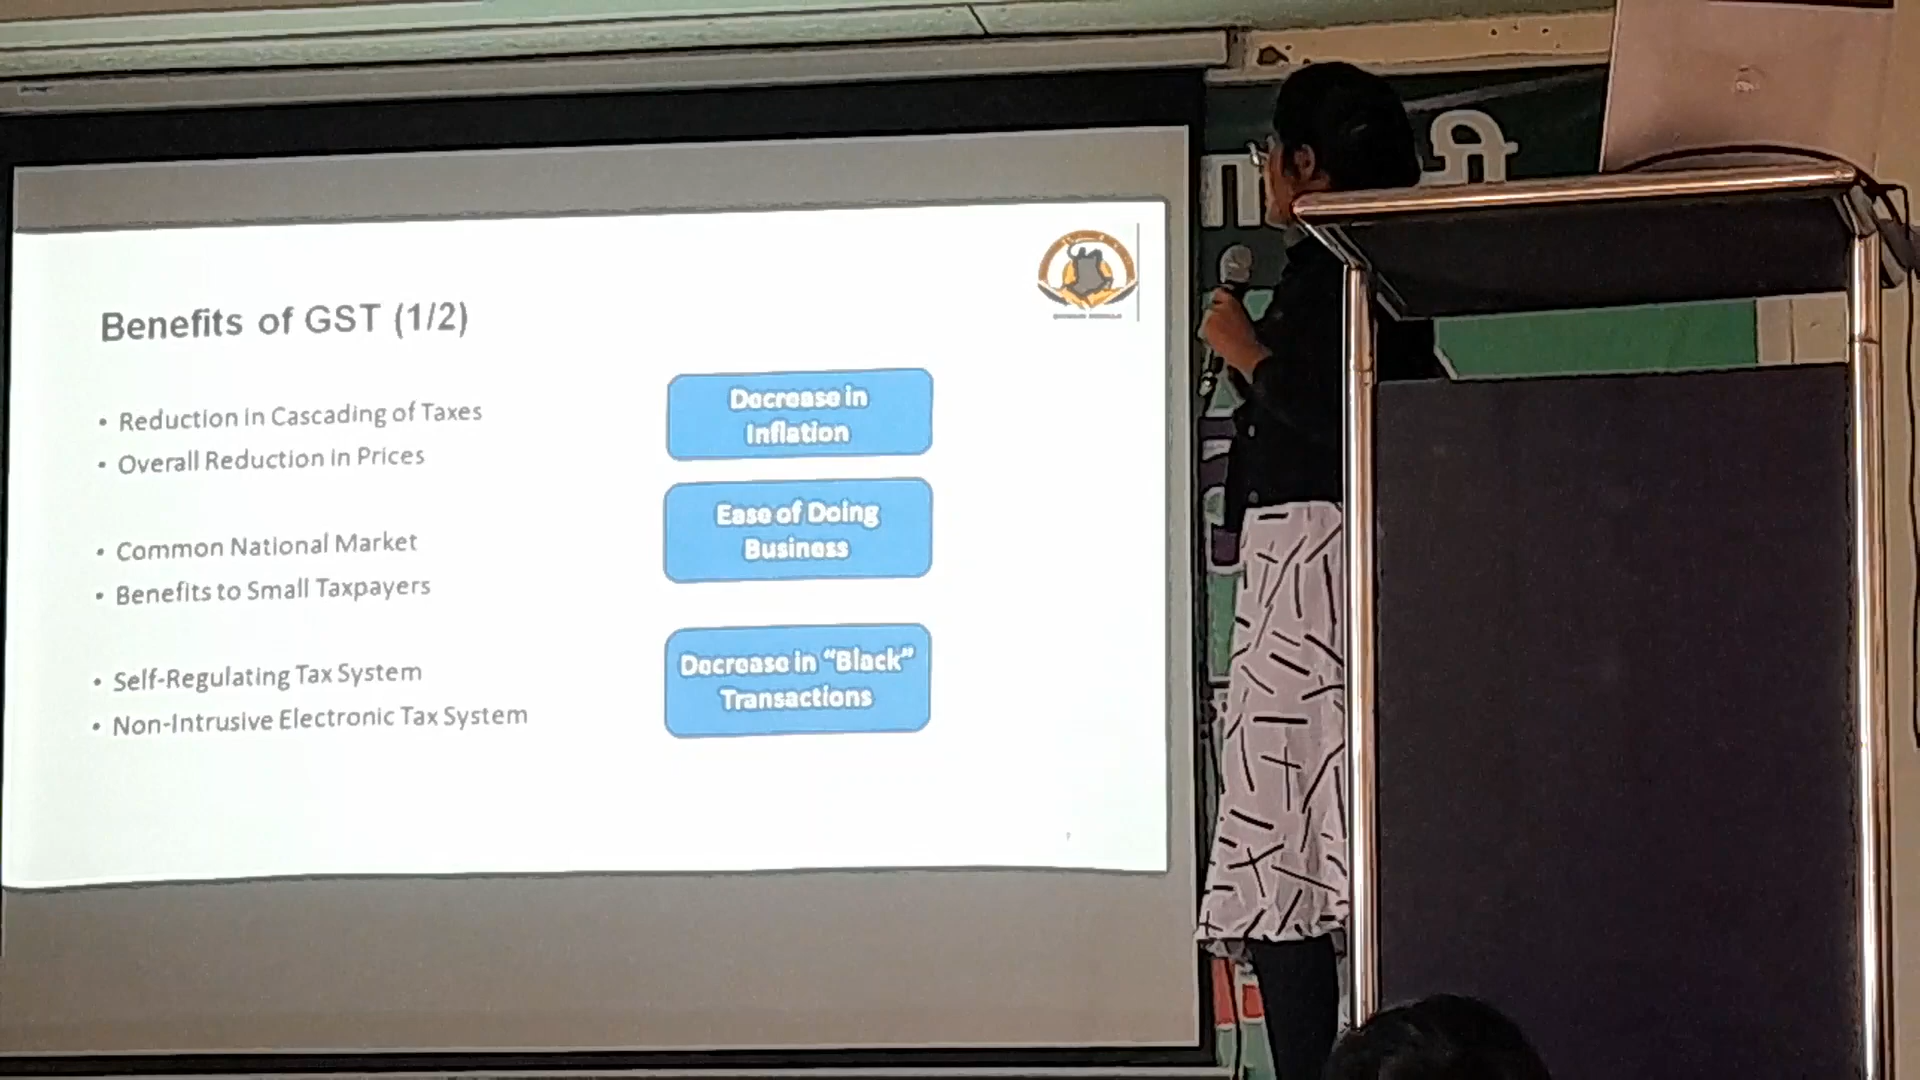 Benefits of GST (1/2)
• Reduction in Cascading of Taxes
• Overall Reduction in Prices
• Common National Market
• Benefits to Small Taxpayers
• Self-Regulating Tax System
• Non-Intrusive Electronic Tax System
Decrease in
Inflation
Ease of Doing
Business
Decrease in “Black”
Transactions